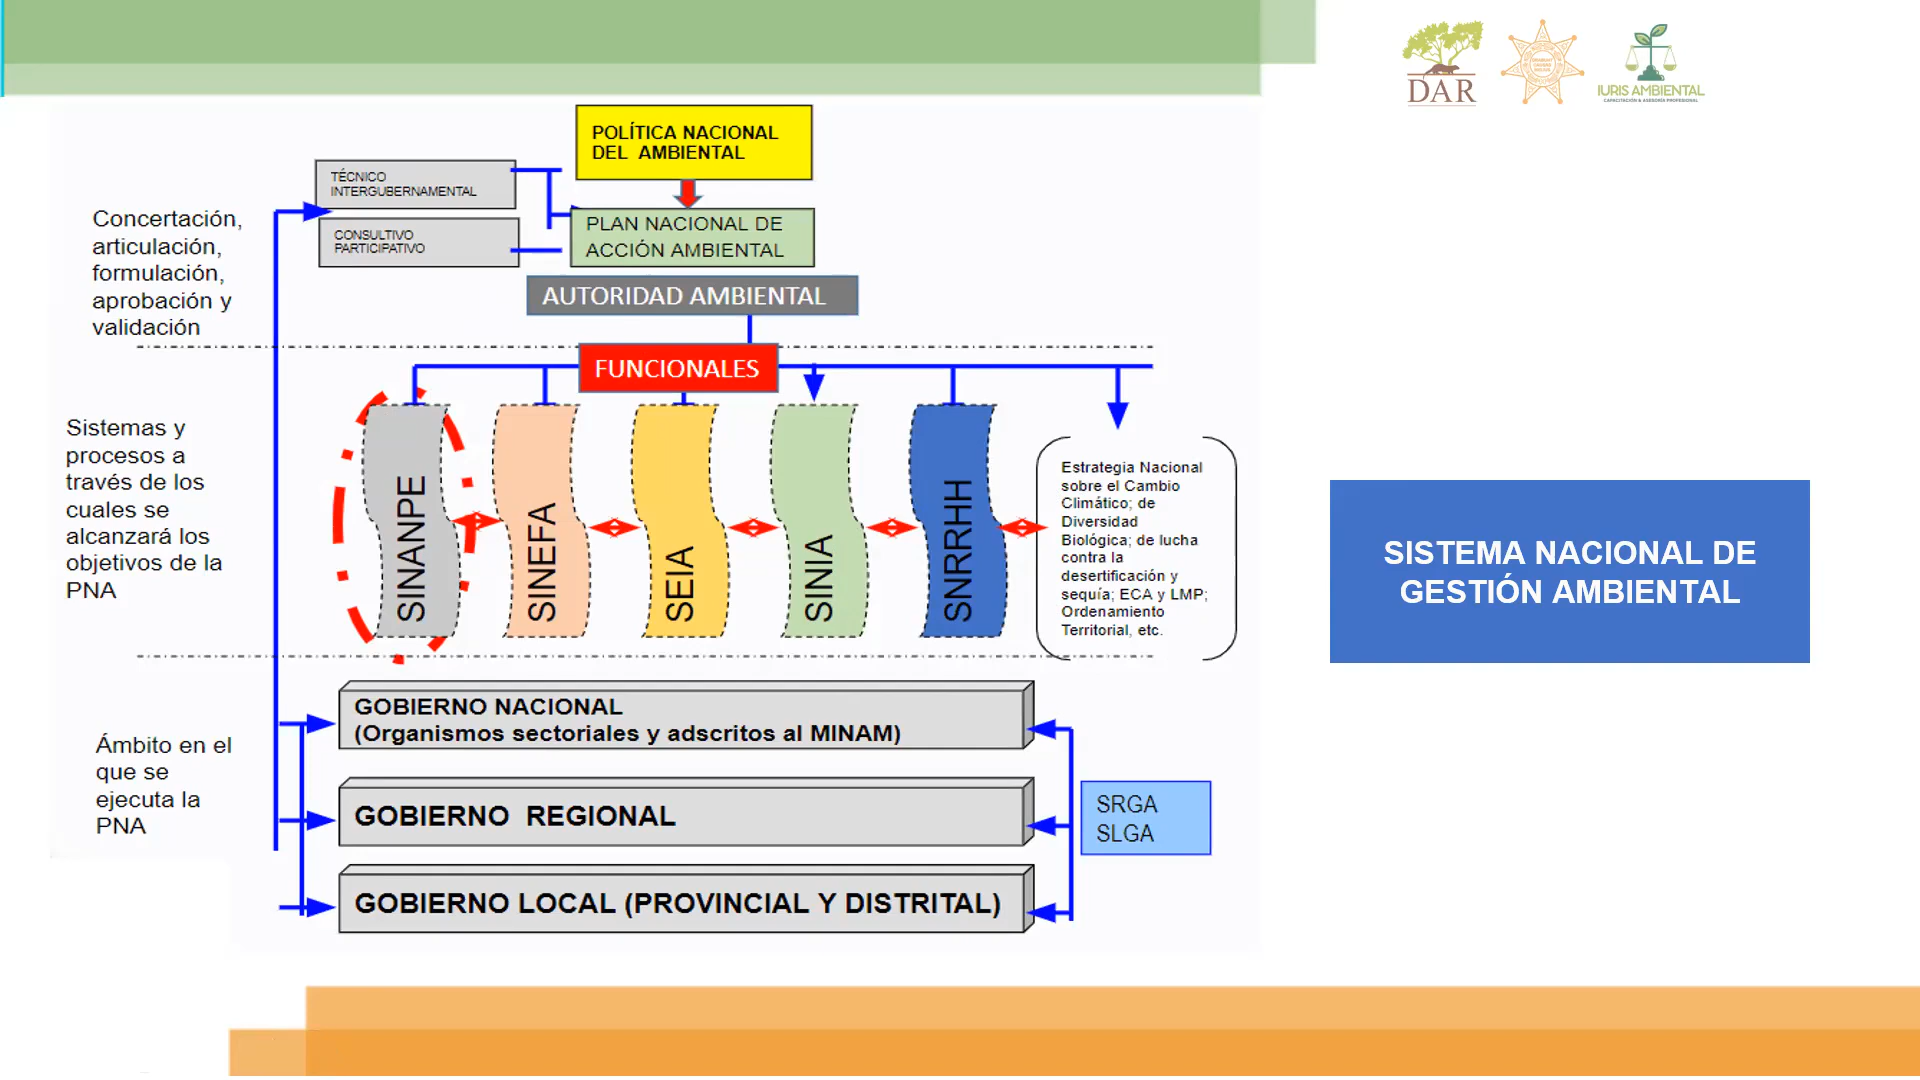 DAR
IURIS AMBIENTAL
CAPACITACIÓN & ASESORÍA PROFESIONAL
POLÍTICA NACIONAL
DEL AMBIENTAL
TÉCNICO
INTERGUBERNAMENTAL
CONSULTIVO
PARTICIPATIVO
PLAN NACIONAL DE
ACCIÓN AMBIENTAL
AUTORIDAD AMBIENTAL
Concertación,
articulación,
formulación,
aprobación y
validación
FUNCIONALES
Sistemas y
procesos a
través de los
cuales se
alcanzará los
objetivos de la
PNA
SINANPE
SINEFA
SEIA
SINIA
SNRRHH
Estrategia Nacional
sobre el Cambio
Climático; de
Diversidad
Biológica; de lucha
contra la
desertificación y
sequía; ECA y LMP;
Ordenamiento
Territorial, etc.
SISTEMA NACIONAL DE
GESTIÓN AMBIENTAL
Ámbito en el
que se
ejecuta la
PNA
GOBIERNO NACIONAL
(Organismos sectoriales y adscritos al MINAM)
GOBIERNO REGIONAL
GOBIERNO LOCAL (PROVINCIAL Y DISTRITAL)
SRGA
SLGA